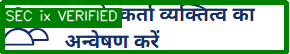 SEC ix VERIFIED
कर्ता व्यक्तित्व का
अन्वेषण करें